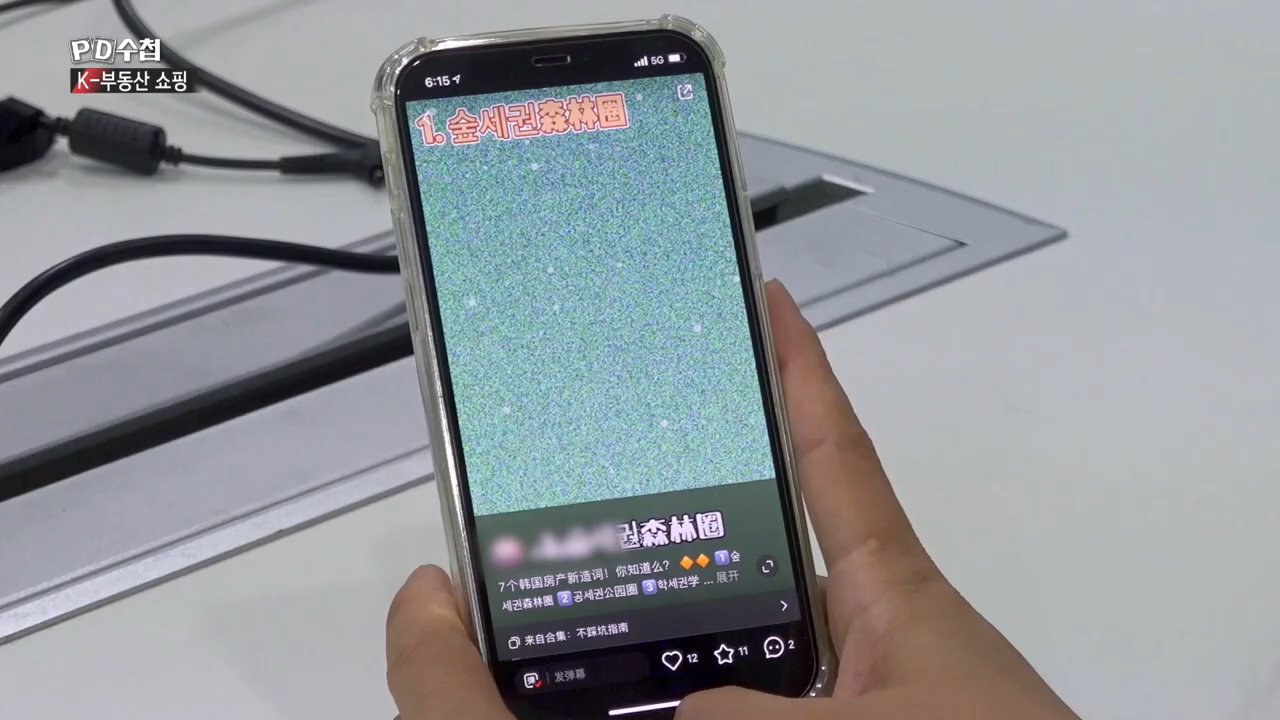 PD수첩
K-부동산 쇼핑
6:15
5G
1. 숲세권森林圈
권森林圈
7个韩国房产新造词！你知道么？ 🔶🔶 1️⃣숲
세권森林圈 2️⃣공세권公园圈 3️⃣학세권学 ... 展开
来自合集：不踩坑指南
弹 发弹幕
12 11 2